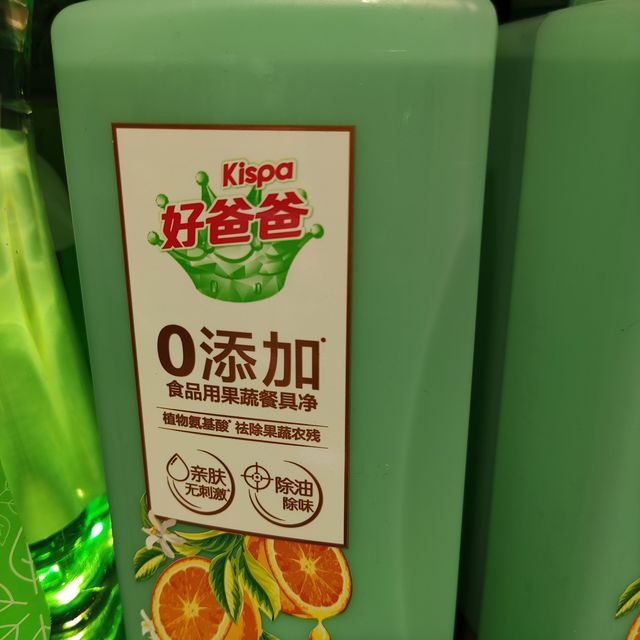 Kispa
好爸爸
0添加*
食品用果蔬餐具净
植物氨基酸* 祛除果蔬农残
亲肤
无刺激*
除油
除味